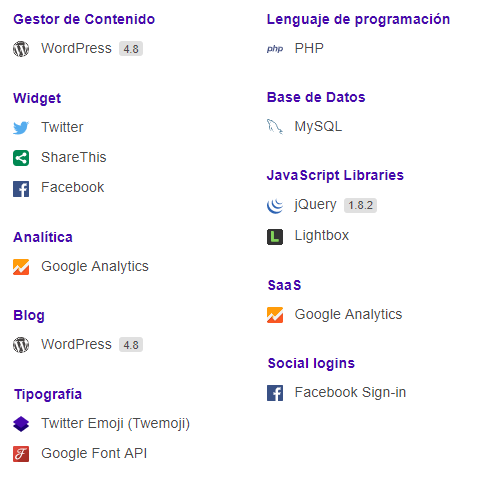 Gestor de Contenido
WordPress 4.8
Widget
Twitter
ShareThis
Facebook
Analítica
Google Analytics
Blog
WordPress 4.8
Tipografía
Twitter Emoji (Twemoji)
Google Font API
Lenguaje de programación
php PHP
Base de Datos
MySQL
JavaScript Libraries
jQuery 1.8.2
L Lightbox
SaaS
Google Analytics
Social logins
Facebook Sign-in